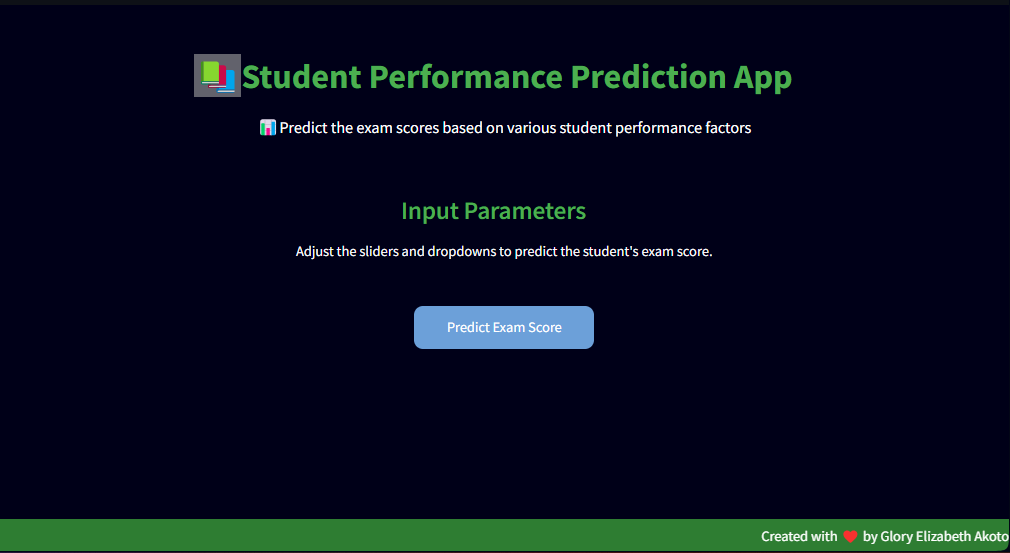 📚Student Performance Prediction App
📊 Predict the exam scores based on various student performance factors
Input Parameters
Adjust the sliders and dropdowns to predict the student's exam score.
Predict Exam Score
Created with ❤️ by Glory Elizabeth Akoto